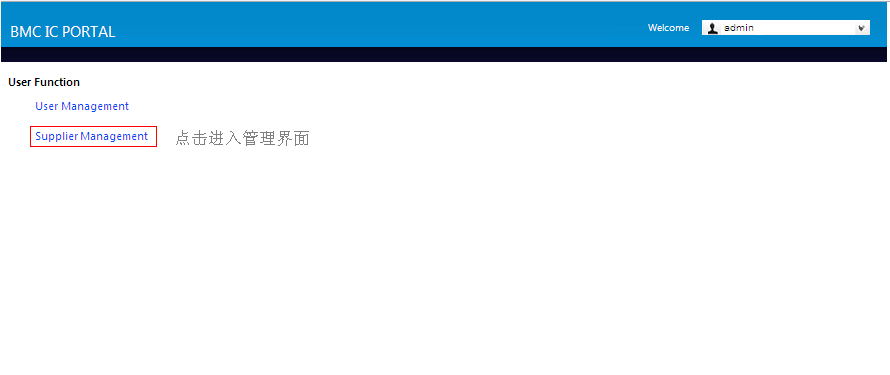 BMC IC PORTAL
Welcome
admin
User Function
User Management
Supplier Management 点击进入管理界面